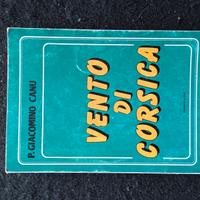 P. GIACOMINO CANU
VENTO
DI
CORSICA